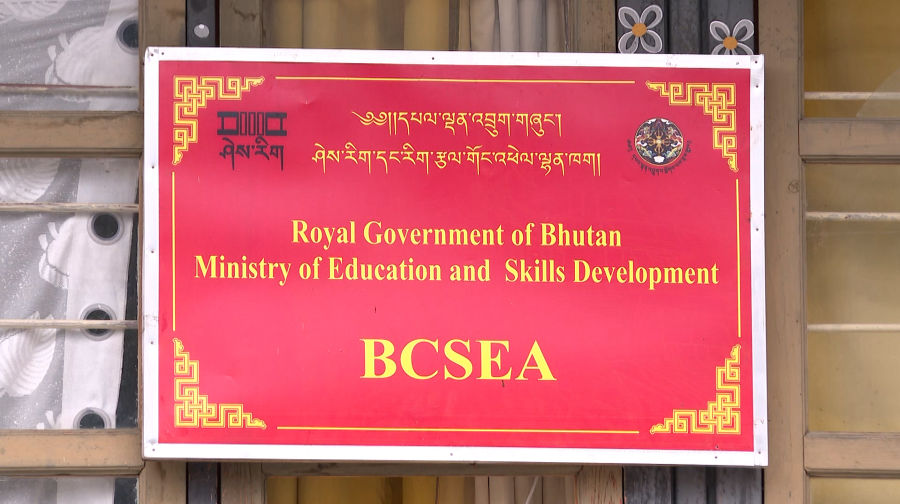 ༄༅།།དཔལ་ལྡན་འབྲུག་གཞུང་།
ཤེས་རིག་དང་རིག་རྩལ་གོང་འཕེལ་ལྷན་ཁག།
ཤེས་རིག
Royal Government of Bhutan
Ministry of Education and Skills Development
BCSEA